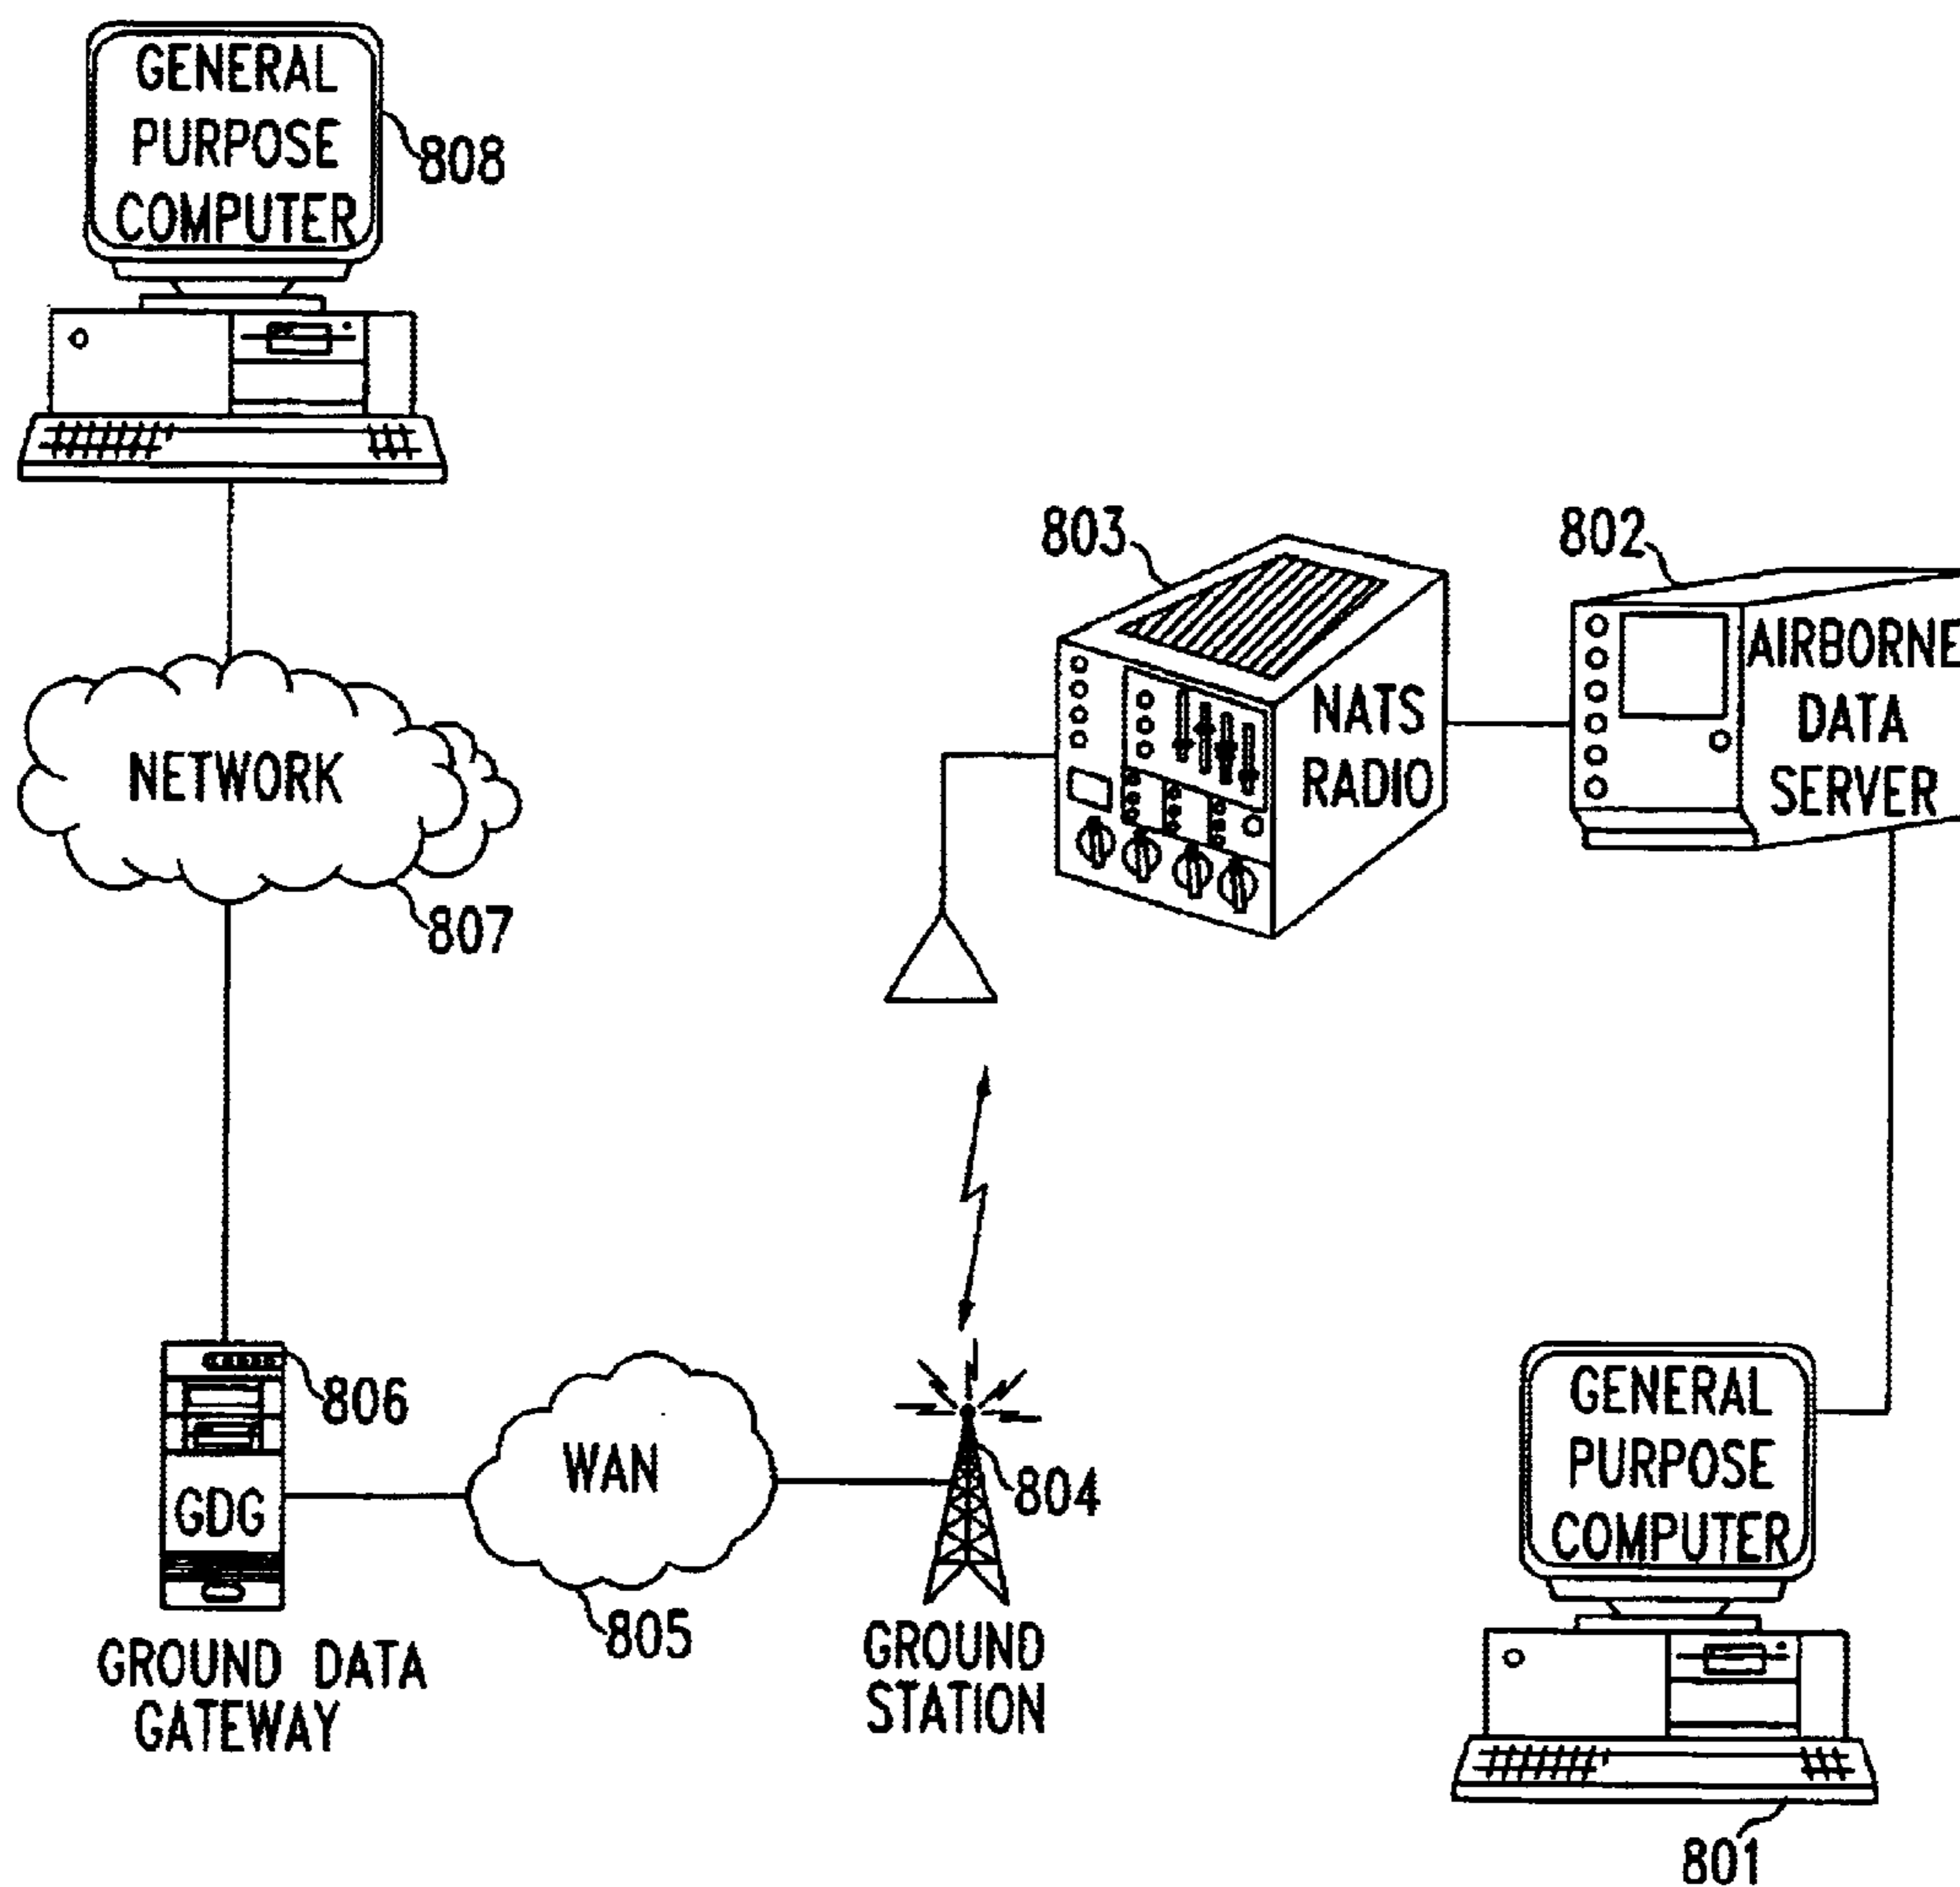 GENERAL
PURPOSE
COMPUTER
808
803
802
NATS
RADIO
AIRBORNE
DATA
SERVER
NETWORK
807
806
GDG
GROUND DATA
GATEWAY
WAN
805
804
GROUND
STATION
GENERAL
PURPOSE
COMPUTER
801